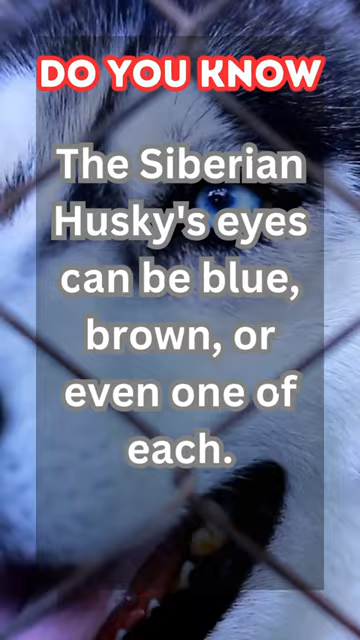 DO YOU KNOW
The Siberian
Husky's eyes
can be blue,
brown, or
even one of
each.